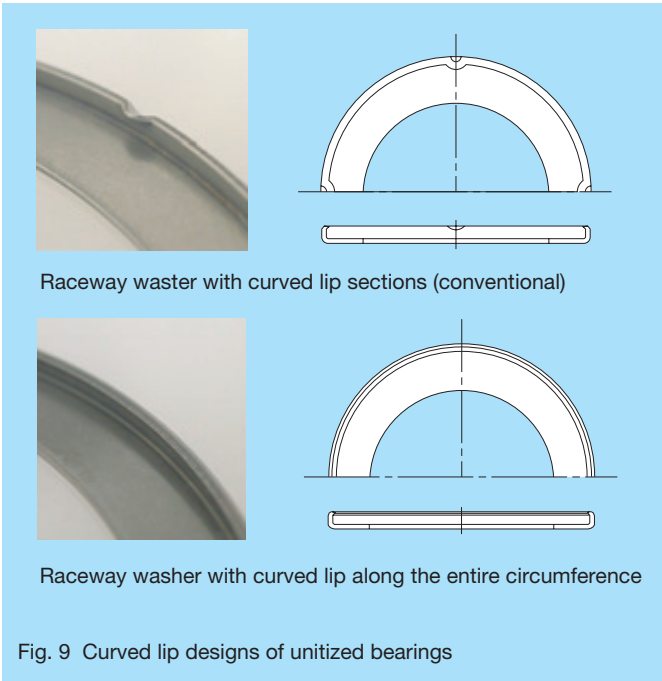 Raceway waster with curved lip sections (conventional)
Raceway washer with curved lip along the entire circumference
Fig. 9 Curved lip designs of unitized bearings